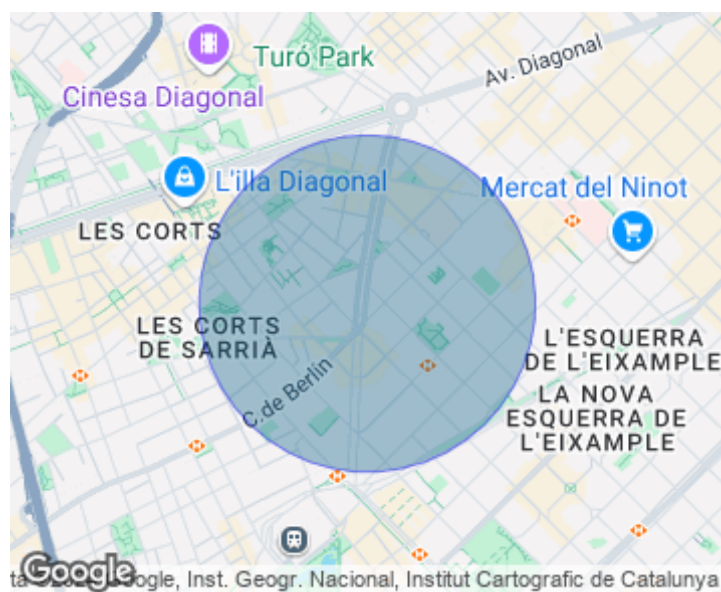 Turó Park
Av. Diagonal
Cinesa Diagonal
L'illa Diagonal
Mercat del Ninot
LES CORTS
LES CORTS
DE SARRIÀ
L'ESQUERRA
DE L'EIXAMPLE
C.de Berlin
LA NOVA
ESQUERRA DE
L'EIXAMPLE
Google
Google, Inst. Geogr. Nacional, Institut Cartografic de Catalunya